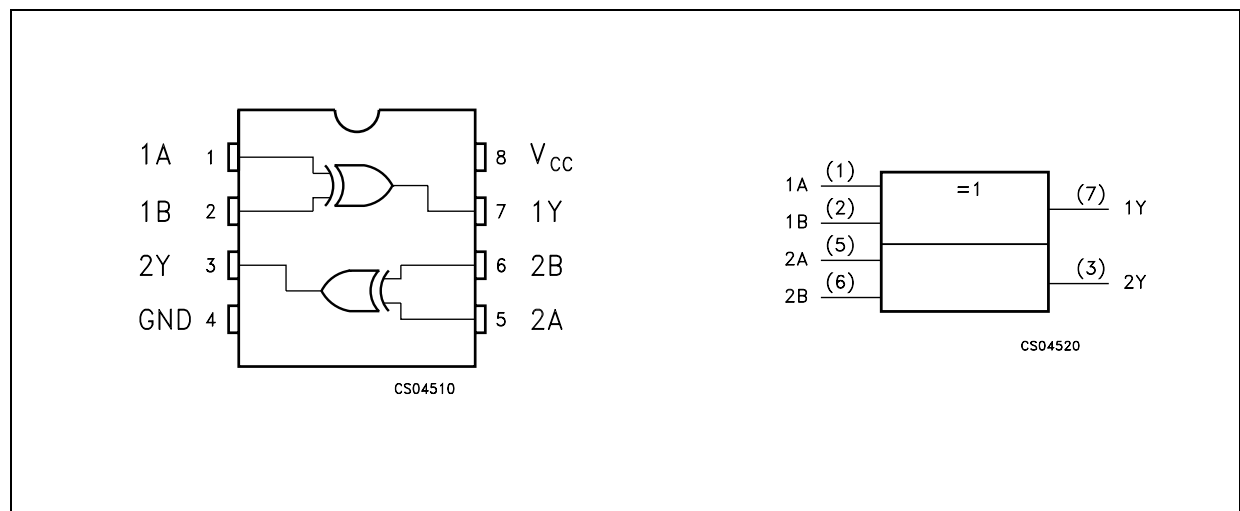 1A 1 8 VCC
1B 2 7 1Y
2Y 3 6 2B
GND 4 5 2A
CS04510
1A (1) =1 (7) 1Y
1B (2)
2A (5) (3) 2Y
2B (6)
CS04520